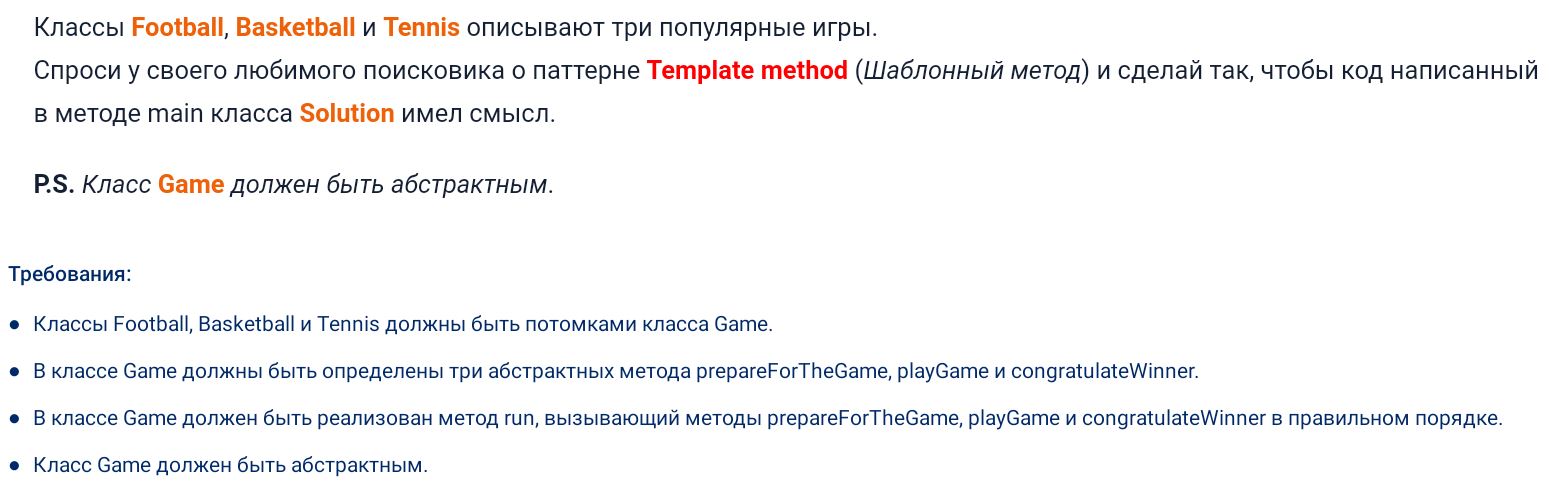 Классы Football, Basketball и Tennis описывают три популярные игры.
Спроси у своего любимого поисковика о паттерне Template method (Шаблонный метод) и сделай так, чтобы код написанный
в методе main класса Solution имел смысл.
P.S. Класс Game должен быть абстрактным.
Требования:
● Классы Football, Basketball и Tennis должны быть потомками класса Game.
● В классе Game должны быть определены три абстрактных метода prepareForTheGame, playGame и congratulateWinner.
● В классе Game должен быть реализован метод run, вызывающий методы prepareForTheGame, playGame и congratulateWinner в правильном порядке.
● Класс Game должен быть абстрактным.